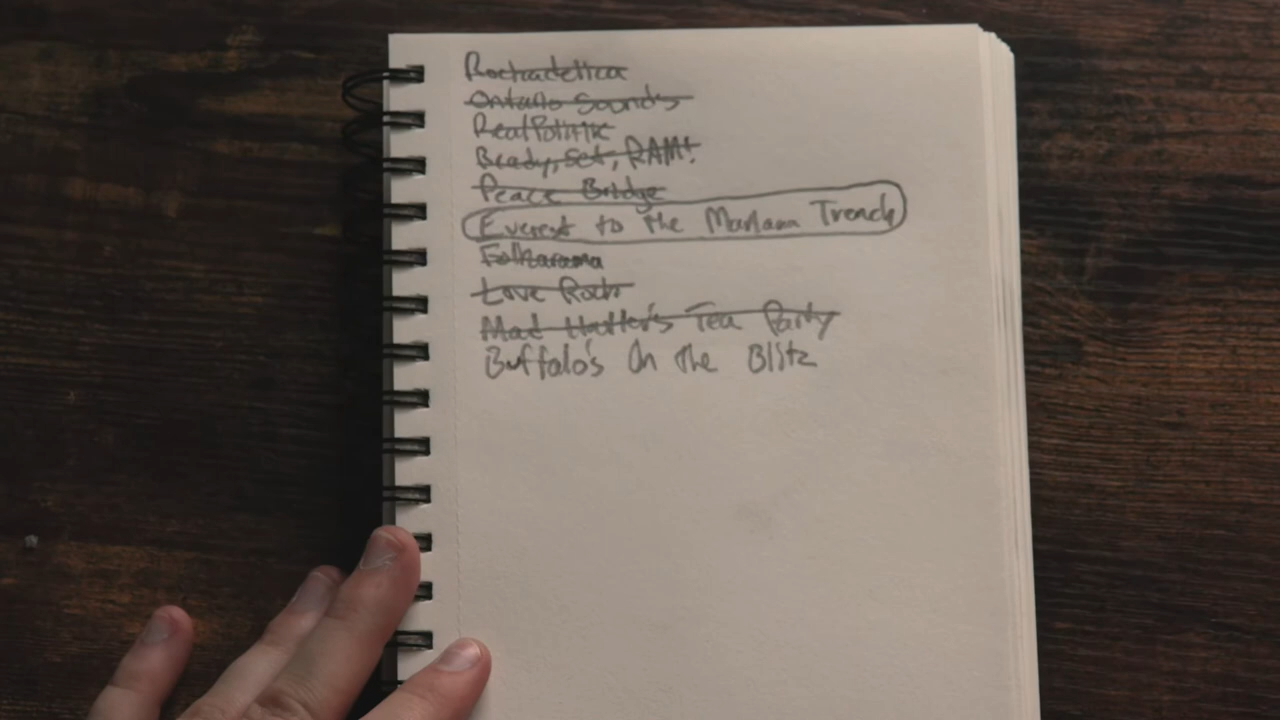 Rockadelica
Ontario Sounds
RealPolitik
Ready, Set, RAM!
Peace Bridge
Everest to the Mariana Trench
Folkarama
Love Rock
Mad Hatter's Tea Party
Buffalo's On the Blitz